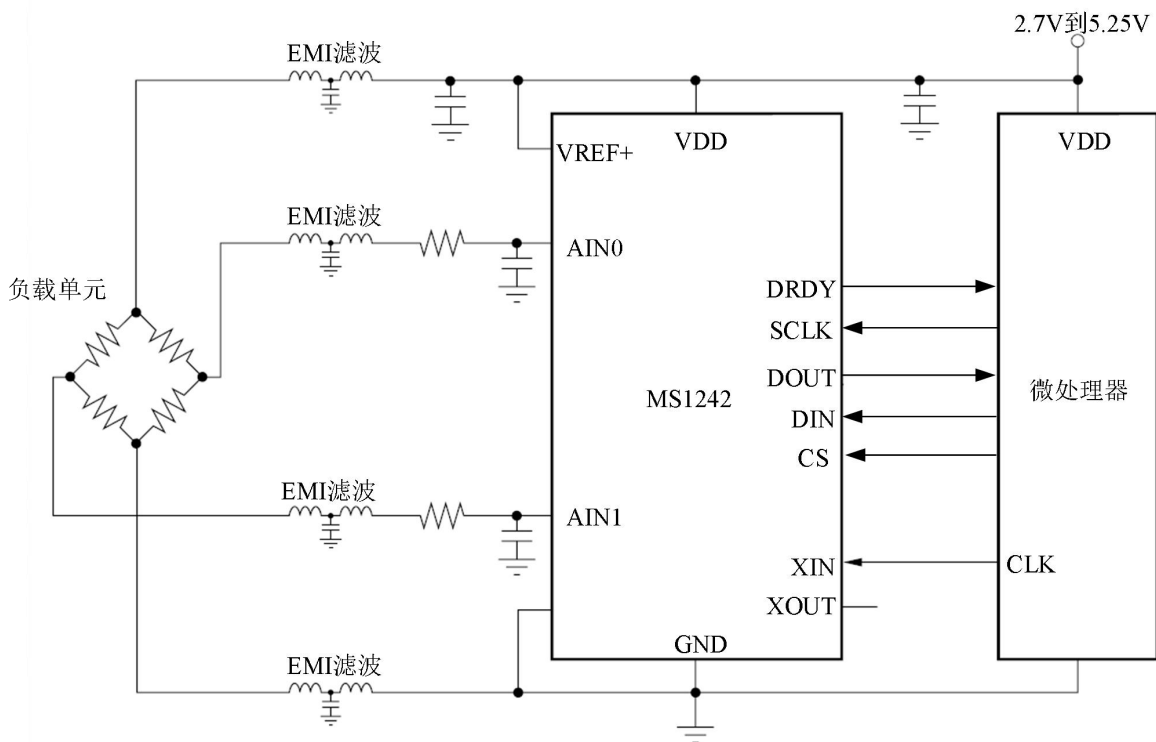 2.7V到5.25V
EMI滤波
VDD
VDD
VREF+
EMI滤波
AIN0
负载单元
DRDY
SCLK
DOUT
MS1242
微处理器
DIN
CS
EMI滤波
AIN1
XIN
CLK
XOUT
GND
EMI滤波